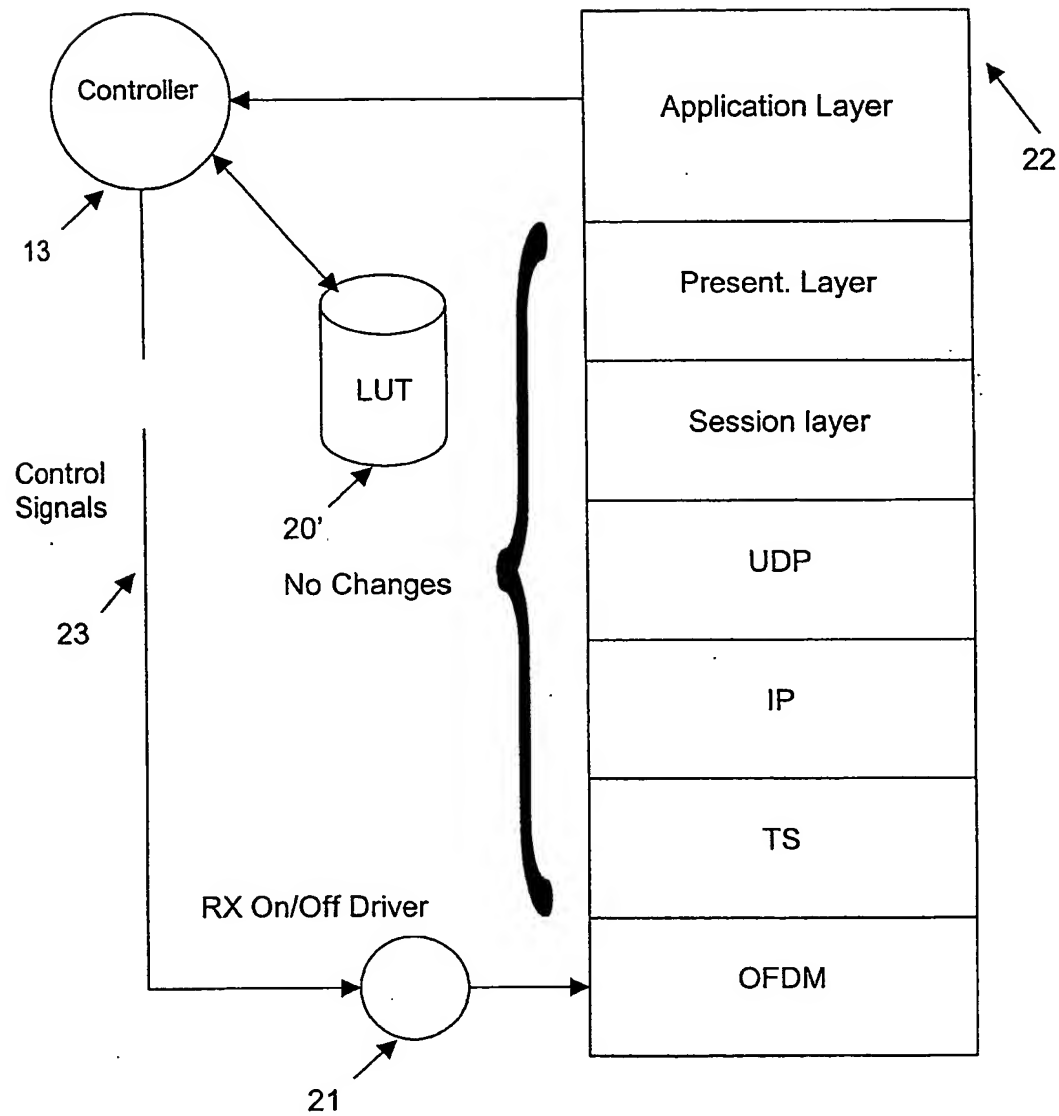 Controller
Application Layer
22
13
Present. Layer
LUT
Session layer
Control
Signals
20'
No Changes
UDP
23
IP
TS
RX On/Off Driver
OFDM
21